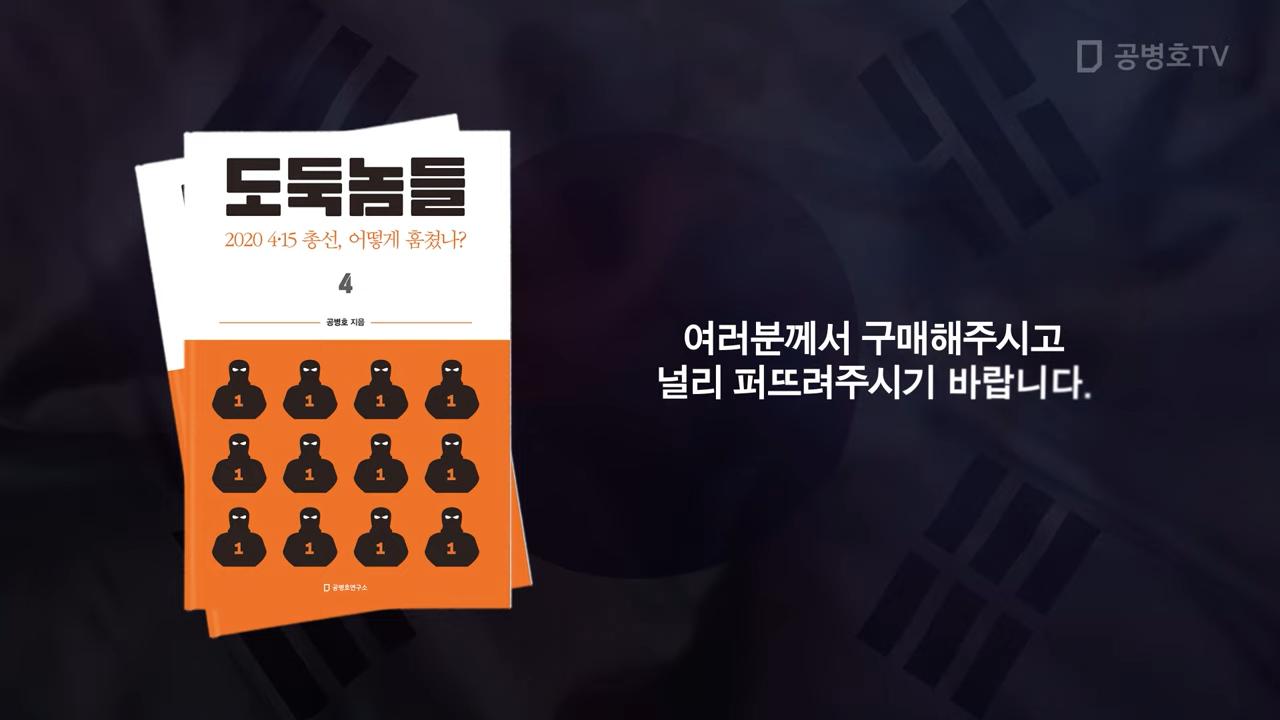 공병호TV
도둑놈들
2020 4·15 총선, 어떻게 훔쳤나?
4
공병호 지음
1 1 1 1
1 1 1 1
1 1 1 1
공병호연구소
여러분께서 구매해주시고
널리 퍼뜨려주시기 바랍니다.